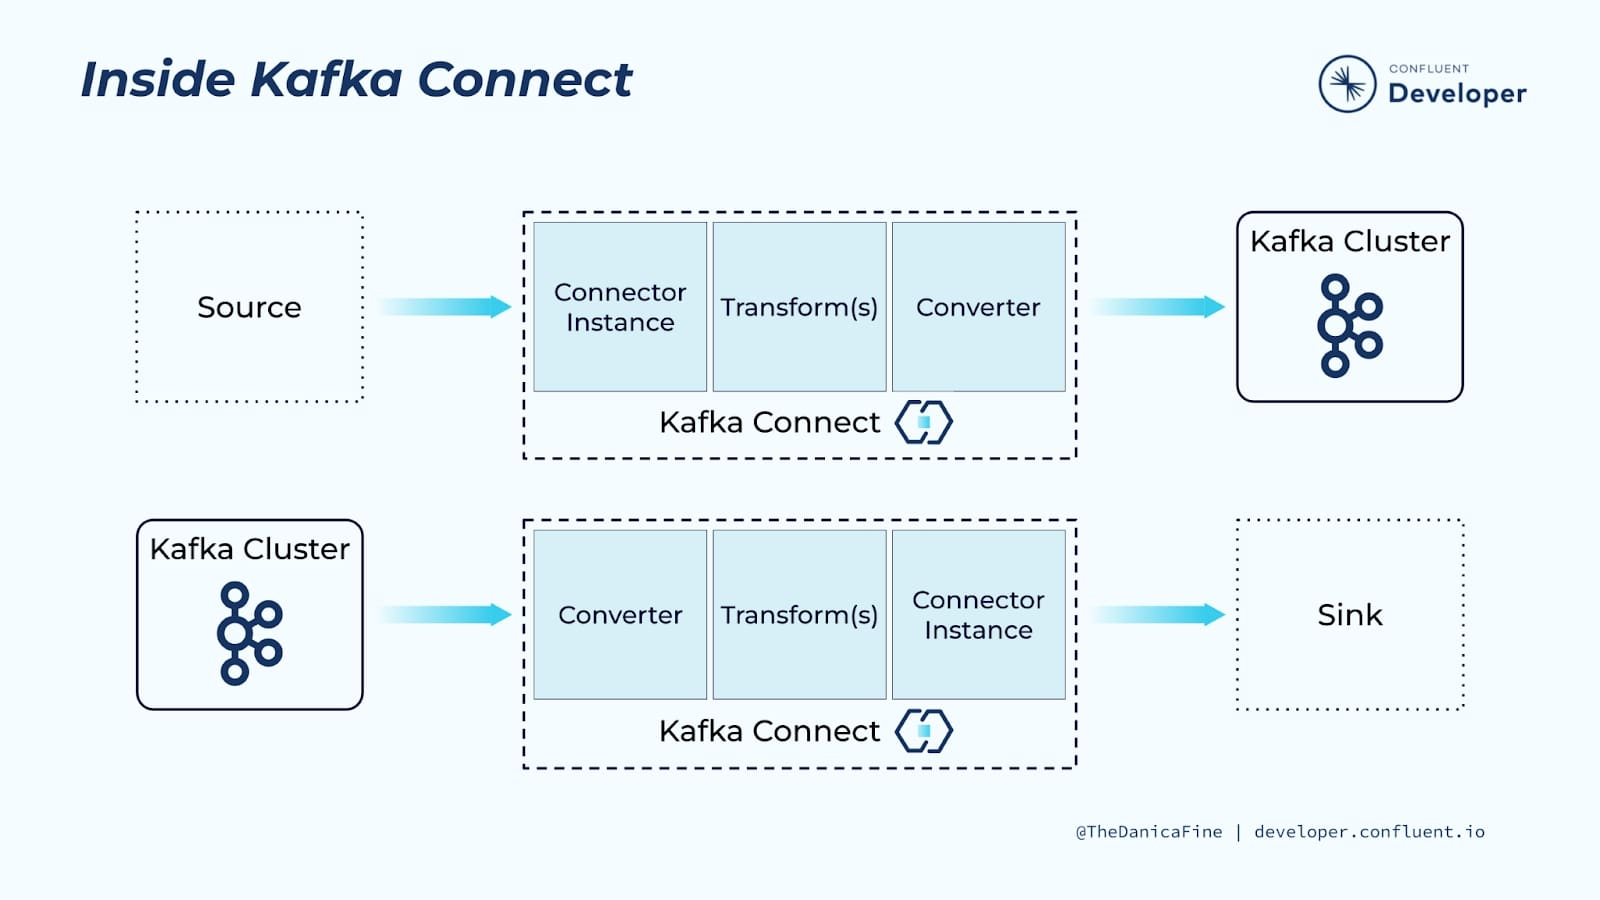 Inside Kafka Connect
CONFLUENT
Developer
Source
Connector
Instance
Transform(s)
Converter
Kafka Connect
Kafka Cluster
Kafka Cluster
Converter
Transform(s)
Connector
Instance
Kafka Connect
Sink
@TheDanicaFine | developer.confluent.io